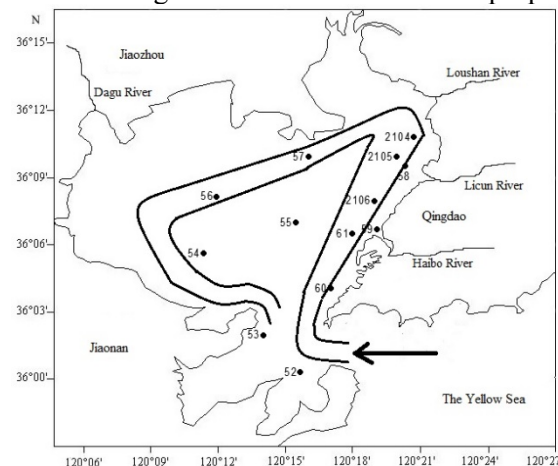 N
36°15'
Jiaozhou
Loushan River
Dagu River
36°12'
2104
57
2105
58
36°09'
56
Licun River
2106
55
Qingdao
61
59
36°06'
54
Haibo River
60
36°03'
53
Jiaonan
52
36°00'
The Yellow Sea
120°06'
120°09'
120°12'
120°15'
120°18'
120°21'
120°24'